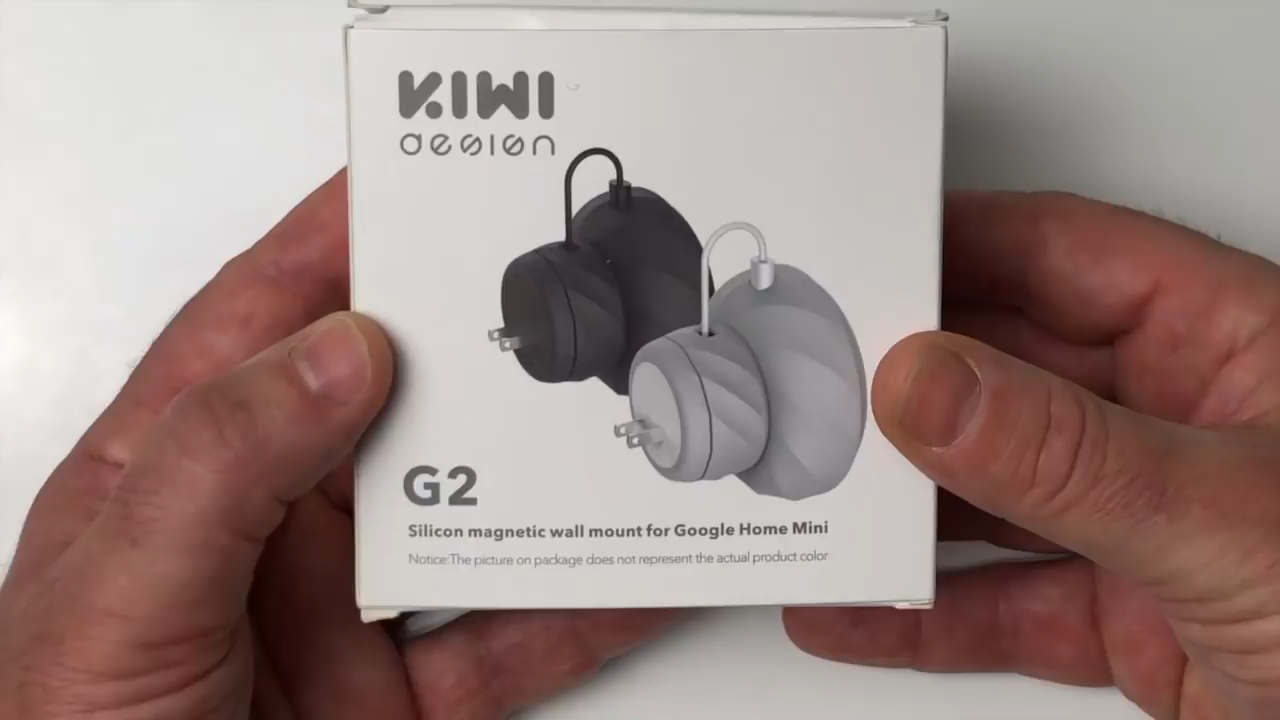 KIWI
design
G2
Silicon magnetic wall mount for Google Home Mini
Notice:The picture on package does not represent the actual product color